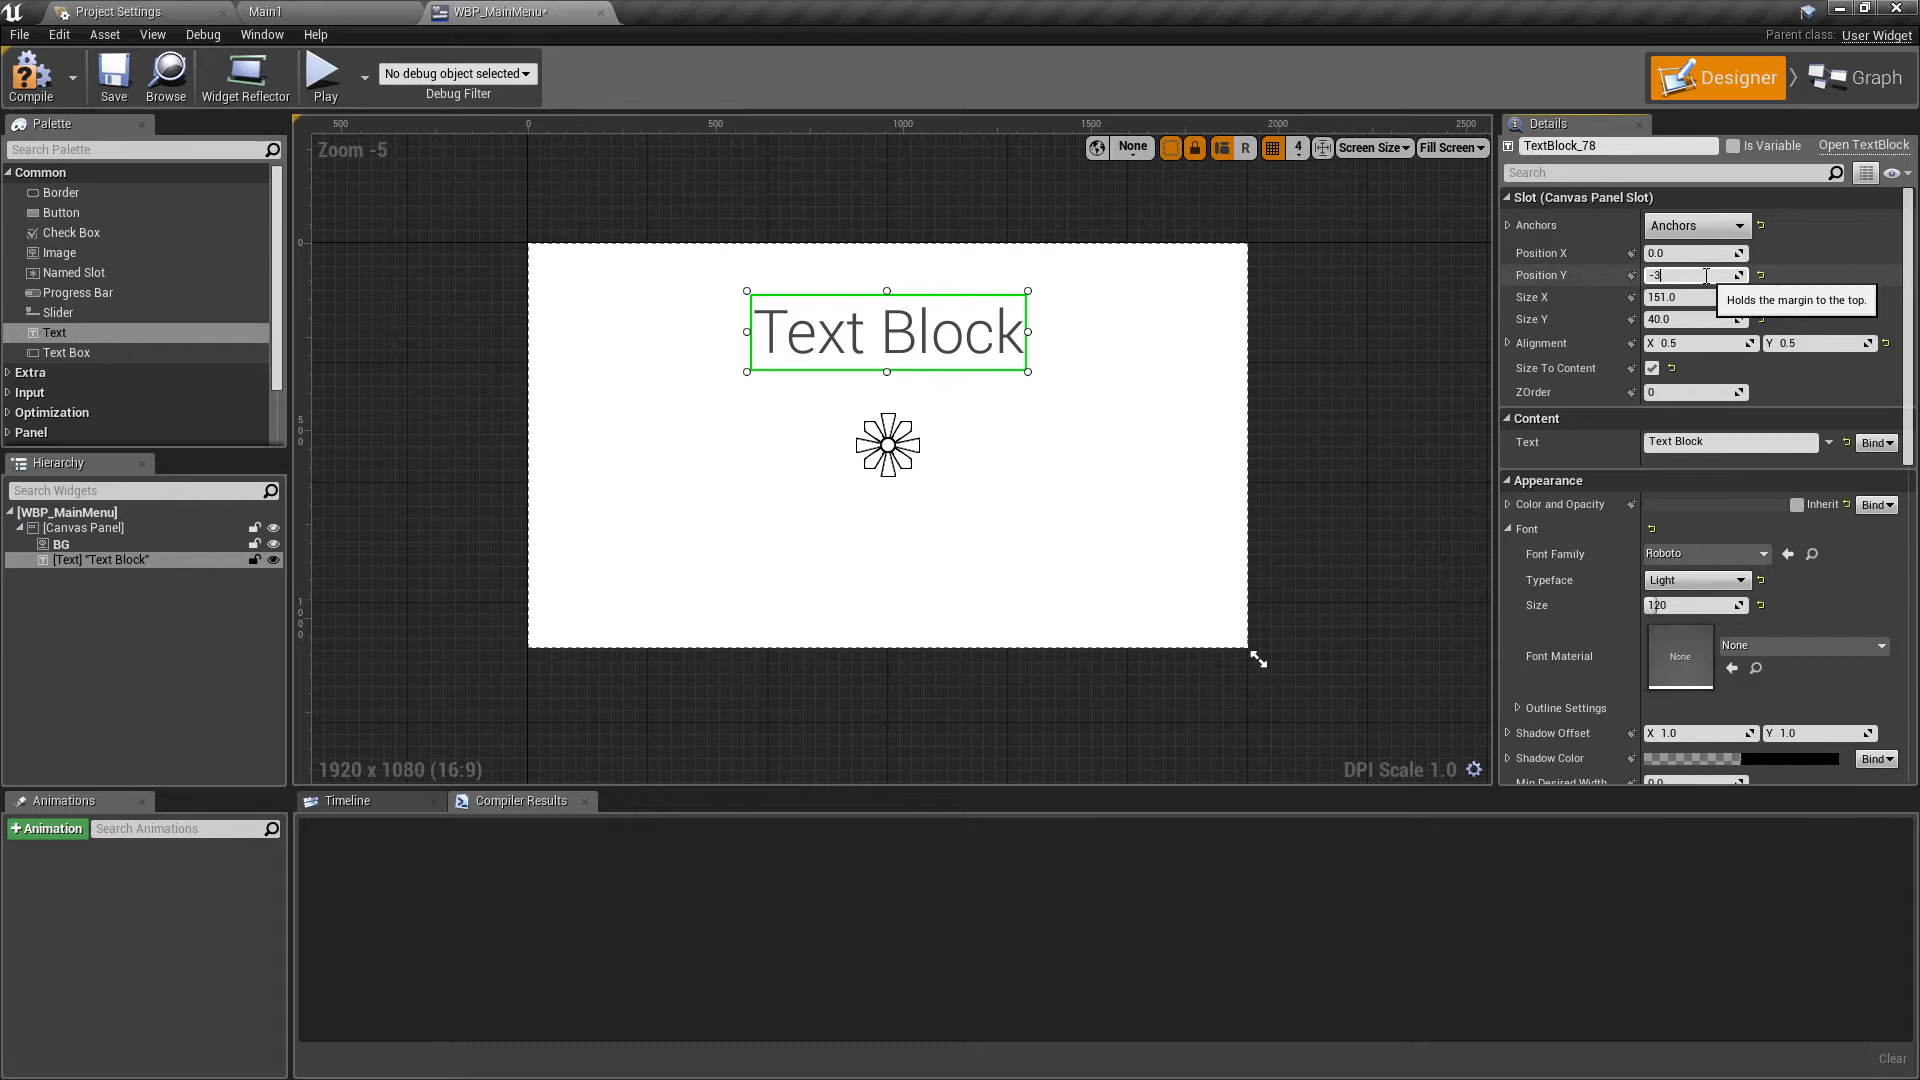 Project Settings
Main1
WBP_MainMenu*
File Edit Asset View Debug Window Help
Parent class: User Widget
Compile
Save
Browse
Widget Reflector
Play
No debug object selected
Debug Filter
Designer
Graph
Palette
Search Palette
Common
Border
Button
Check Box
Image
Named Slot
Progress Bar
Slider
Text
Text Box
Extra
Input
Optimization
Panel
Hierarchy
Search Widgets
[WBP_MainMenu]
[Canvas Panel]
BG
[Text] "Text Block"
Animations
+ Animation
Search Animations
500 0 500 1000 1500 2000 2500
Zoom -5
None
R
4
Screen Size
Fill Screen
0
500
1000
Text Block
1920 x 1080 (16:9)
DPI Scale 1.0
Timeline
Compiler Results
Clear
Details
TextBlock_78
Is Variable
Open TextBlock
Search
Slot (Canvas Panel Slot)
Anchors Anchors
Position X 0.0
Position Y -3
Holds the margin to the top.
Size X 151.0
Size Y 40.0
Alignment X 0.5 Y 0.5
Size To Content
ZOrder 0
Content
Text Text Block Bind
Appearance
Color and Opacity Inherit Bind
Font
Font Family Roboto
Typeface Light
Size 120
Font Material None None
Outline Settings
Shadow Offset X 1.0 Y 1.0
Shadow Color Bind
Min Desired Width 0.0